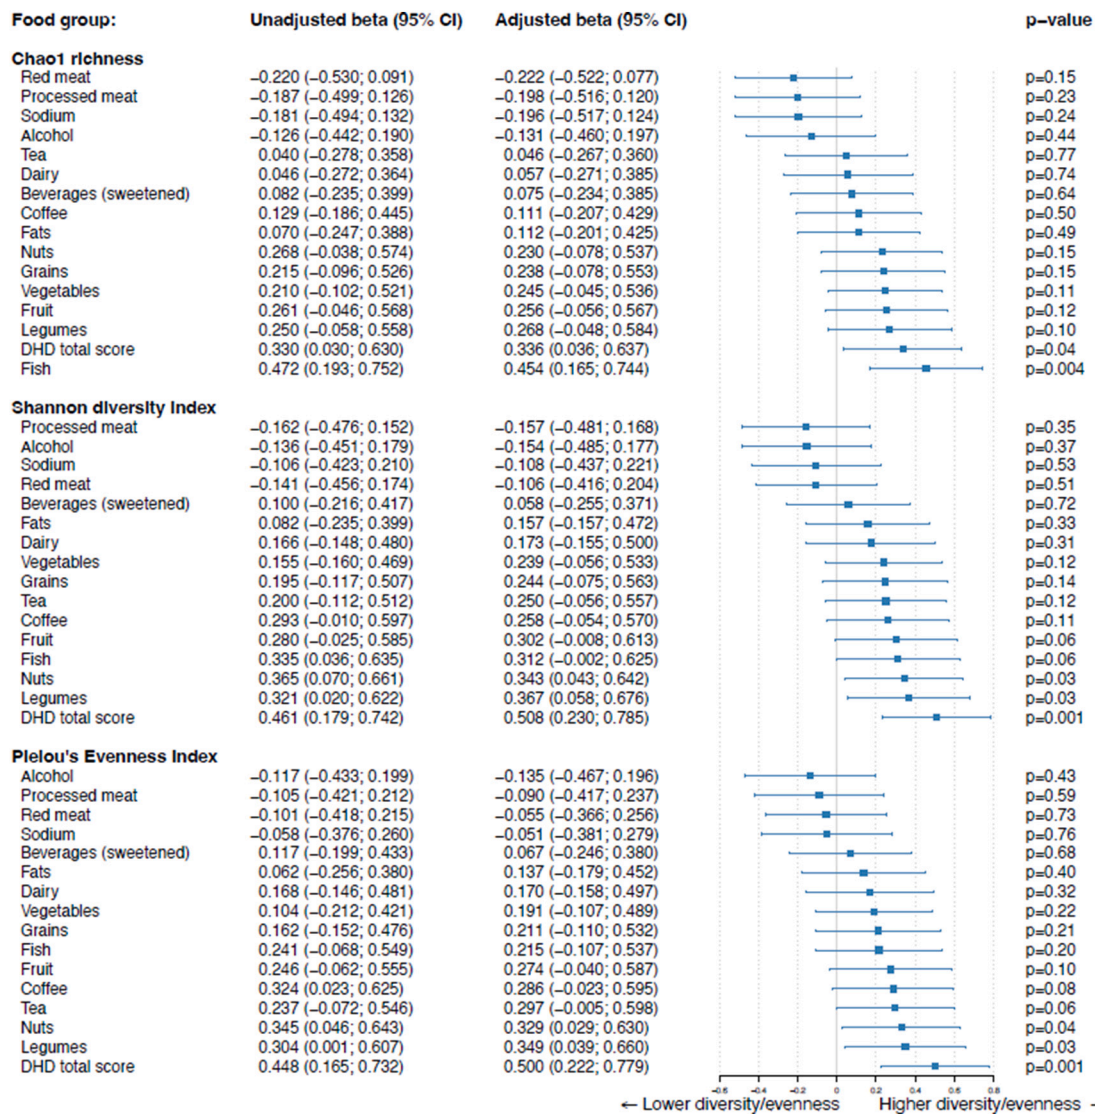 Food group: Unadjusted beta (95% CI) Adjusted beta (95% CI) p−value
Chao1 richness
Red meat −0.220 (−0.530; 0.091) −0.222 (−0.522; 0.077) p=0.15
Processed meat −0.187 (−0.499; 0.126) −0.198 (−0.516; 0.120) p=0.23
Sodium −0.181 (−0.494; 0.132) −0.196 (−0.517; 0.124) p=0.24
Alcohol −0.126 (−0.442; 0.190) −0.131 (−0.460; 0.197) p=0.44
Tea 0.040 (−0.278; 0.358) 0.046 (−0.267; 0.360) p=0.77
Dairy 0.046 (−0.272; 0.364) 0.057 (−0.271; 0.385) p=0.74
Beverages (sweetened) 0.082 (−0.235; 0.399) 0.075 (−0.234; 0.385) p=0.64
Coffee 0.129 (−0.186; 0.445) 0.111 (−0.207; 0.429) p=0.50
Fats 0.070 (−0.247; 0.388) 0.112 (−0.201; 0.425) p=0.49
Nuts 0.268 (−0.038; 0.574) 0.230 (−0.078; 0.537) p=0.15
Grains 0.215 (−0.096; 0.526) 0.238 (−0.078; 0.553) p=0.15
Vegetables 0.210 (−0.102; 0.521) 0.245 (−0.045; 0.536) p=0.11
Fruit 0.261 (−0.046; 0.568) 0.256 (−0.056; 0.567) p=0.12
Legumes 0.250 (−0.058; 0.558) 0.268 (−0.048; 0.584) p=0.10
DHD total score 0.330 (0.030; 0.630) 0.336 (0.036; 0.637) p=0.04
Fish 0.472 (0.193; 0.752) 0.454 (0.165; 0.744) p=0.004
Shannon diversity index
Processed meat −0.162 (−0.476; 0.152) −0.157 (−0.481; 0.168) p=0.35
Alcohol −0.136 (−0.451; 0.179) −0.154 (−0.485; 0.177) p=0.37
Sodium −0.106 (−0.423; 0.210) −0.108 (−0.437; 0.221) p=0.53
Red meat −0.141 (−0.456; 0.174) −0.106 (−0.416; 0.204) p=0.51
Beverages (sweetened) 0.100 (−0.216; 0.417) 0.058 (−0.255; 0.371) p=0.72
Fats 0.082 (−0.235; 0.399) 0.157 (−0.157; 0.472) p=0.33
Dairy 0.166 (−0.148; 0.480) 0.173 (−0.155; 0.500) p=0.31
Vegetables 0.155 (−0.160; 0.469) 0.239 (−0.056; 0.533) p=0.12
Grains 0.195 (−0.117; 0.507) 0.244 (−0.075; 0.563) p=0.14
Tea 0.200 (−0.112; 0.512) 0.250 (−0.056; 0.557) p=0.12
Coffee 0.293 (−0.010; 0.597) 0.258 (−0.054; 0.570) p=0.11
Fruit 0.280 (−0.025; 0.585) 0.302 (−0.008; 0.613) p=0.06
Fish 0.335 (0.036; 0.635) 0.312 (−0.002; 0.625) p=0.06
Nuts 0.365 (0.070; 0.661) 0.343 (0.043; 0.642) p=0.03
Legumes 0.321 (0.020; 0.622) 0.367 (0.058; 0.676) p=0.03
DHD total score 0.461 (0.179; 0.742) 0.508 (0.230; 0.785) p=0.001
Pielou's Evenness Index
Alcohol −0.117 (−0.433; 0.199) −0.135 (−0.467; 0.196) p=0.43
Processed meat −0.105 (−0.421; 0.212) −0.090 (−0.417; 0.237) p=0.59
Red meat −0.101 (−0.418; 0.215) −0.055 (−0.366; 0.256) p=0.73
Sodium −0.058 (−0.376; 0.260) −0.051 (−0.381; 0.279) p=0.76
Beverages (sweetened) 0.117 (−0.199; 0.433) 0.067 (−0.246; 0.380) p=0.68
Fats 0.062 (−0.256; 0.380) 0.137 (−0.179; 0.452) p=0.40
Dairy 0.168 (−0.146; 0.481) 0.170 (−0.158; 0.497) p=0.32
Vegetables 0.104 (−0.212; 0.421) 0.191 (−0.107; 0.489) p=0.22
Grains 0.162 (−0.152; 0.476) 0.211 (−0.110; 0.532) p=0.21
Fish 0.241 (−0.068; 0.549) 0.215 (−0.107; 0.537) p=0.20
Fruit 0.246 (−0.062; 0.555) 0.274 (−0.040; 0.587) p=0.10
Coffee 0.324 (0.023; 0.625) 0.286 (−0.023; 0.595) p=0.08
Tea 0.237 (−0.072; 0.546) 0.297 (−0.005; 0.598) p=0.06
Nuts 0.345 (0.046; 0.643) 0.329 (0.029; 0.630) p=0.04
Legumes 0.304 (0.001; 0.607) 0.349 (0.039; 0.660) p=0.03
DHD total score 0.448 (0.165; 0.732) 0.500 (0.222; 0.779) p=0.001
−0.6 −0.4 −0.2 0 0.2 0.4 0.6 0.8
← Lower diversity/evenness Higher diversity/evenness